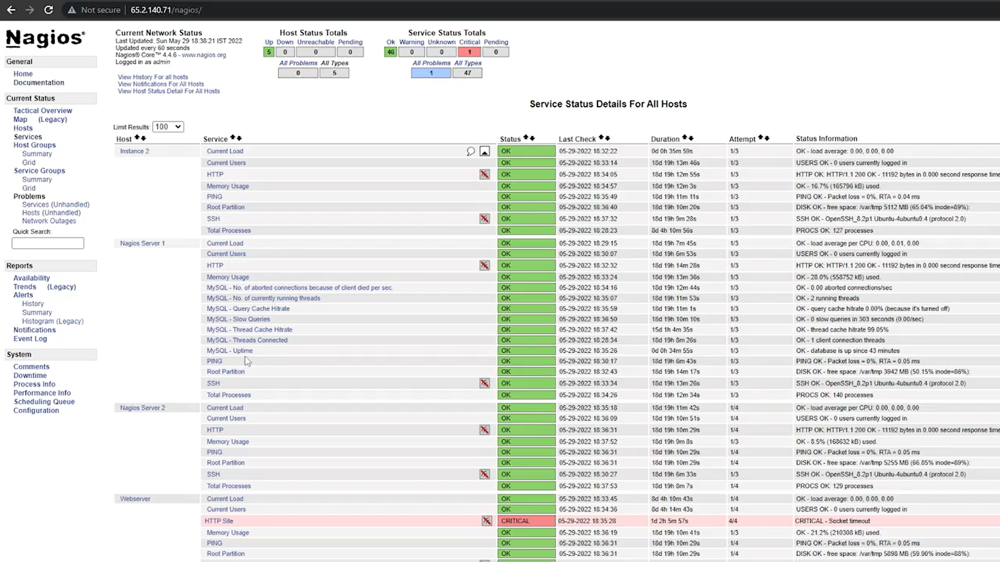 Not secure | 65.2.140.71/nagios/
Nagios®
General
Home
Documentation
Current Status
Tactical Overview
Map (Legacy)
Hosts
Services
Host Groups
Summary
Grid
Service Groups
Summary
Grid
Problems
Services (Unhandled)
Hosts (Unhandled)
Network Outages
Quick Search:
Reports
Availability
Trends (Legacy)
Alerts
History
Summary
Histogram (Legacy)
Notifications
Event Log
System
Comments
Downtime
Process Info
Performance Info
Scheduling Queue
Configuration
Current Network Status
Last Updated: Sun May 29 18:38:21 IST 2022
Updated every 60 seconds
Nagios® Core™ 4.4.6 - www.nagios.org
Logged in as admin
View History For all hosts
View Notifications For All Hosts
View Host Status Detail For All Hosts
Host Status Totals
Up Down Unreachable Pending
5 0 0 0
All Problems All Types
0 5
Service Status Totals
Ok Warning Unknown Critical Pending
46 0 0 1 0
All Problems All Types
1 47
Service Status Details For All Hosts
Limit Results: 100
Host Service Status Last Check Duration Attempt Status Information
Instance 2 Current Load OK 05-29-2022 18:32:22 0d 0h 35m 59s 1/3 OK - load average: 0.00, 0.00, 0.00
Current Users OK 05-29-2022 18:33:14 18d 19h 13m 46s 1/3 USERS OK - 0 users currently logged in
HTTP OK 05-29-2022 18:34:05 18d 19h 12m 55s 1/3 HTTP OK: HTTP/1.1 200 OK - 11192 bytes in 0.000 second response time
Memory Usage OK 05-29-2022 18:34:57 18d 19h 12m 3s 1/3 OK - 16.7% (165796 kB) used.
PING OK 05-29-2022 18:35:49 18d 19h 11m 11s 1/3 PING OK - Packet loss = 0%, RTA = 0.04 ms
Root Partition OK 05-29-2022 18:36:40 18d 19h 10m 20s 1/3 DISK OK - free space: /var/tmp 5112 MB (65.04% inode=89%):
SSH OK 05-29-2022 18:37:32 18d 19h 9m 28s 1/3 SSH OK - OpenSSH_8.2p1 Ubuntu-4ubuntu0.4 (protocol 2.0)
Total Processes OK 05-29-2022 18:28:23 8d 4h 10m 56s 1/3 PROCS OK: 127 processes
Nagios Server 1 Current Load OK 05-29-2022 18:29:15 18d 19h 7m 45s 1/3 OK - load average per CPU: 0.00, 0.01, 0.00
Current Users OK 05-29-2022 18:30:07 18d 19h 6m 53s 1/3 USERS OK - 0 users currently logged in
HTTP OK 05-29-2022 18:32:32 18d 19h 14m 28s 1/3 HTTP OK: HTTP/1.1 200 OK - 11192 bytes in 0.000 second response time
Memory Usage OK 05-29-2022 18:33:24 18d 19h 13m 36s 1/3 OK - 28.0% (558752 kB) used.
MySQL - No. of aborted connections because of client died per sec. OK 05-29-2022 18:34:16 18d 19h 12m 44s 1/3 OK - 0.00 aborted connections/sec
MySQL - No. of currently running threads OK 05-29-2022 18:35:07 18d 19h 11m 53s 1/3 OK - 2 running threads
MySQL - Query Cache Hitrate OK 05-29-2022 18:35:59 18d 19h 11m 1s 1/3 OK - query cache hitrate 0.00% (because it's turned off)
MySQL - Slow Queries OK 05-29-2022 18:36:50 18d 19h 10m 10s 1/3 OK - 0 slow queries in 303 seconds (0.00/sec)
MySQL - Thread Cache Hitrate OK 05-29-2022 18:37:42 15d 1h 4m 35s 1/3 OK - thread cache hitrate 99.05%
MySQL - Threads Connected OK 05-29-2022 18:28:34 18d 19h 8m 26s 1/3 OK - 1 client connection threads
MySQL - Uptime OK 05-29-2022 18:35:26 0d 0h 34m 55s 1/3 OK - database is up since 43 minutes
PING OK 05-29-2022 18:30:17 18d 19h 6m 43s 1/3 PING OK - Packet loss = 0%, RTA = 0.05 ms
Root Partition OK 05-29-2022 18:32:43 18d 19h 14m 17s 1/3 DISK OK - free space: /var/tmp 3942 MB (50.15% inode=86%):
SSH OK 05-29-2022 18:33:34 18d 19h 13m 26s 1/3 SSH OK - OpenSSH_8.2p1 Ubuntu-4ubuntu0.4 (protocol 2.0)
Total Processes OK 05-29-2022 18:34:26 18d 19h 12m 34s 1/3 PROCS OK: 140 processes
Nagios Server 2 Current Load OK 05-29-2022 18:35:18 18d 19h 11m 42s 1/4 OK - load average per CPU: 0.00, 0.00, 0.00
Current Users OK 05-29-2022 18:36:09 18d 19h 10m 51s 1/4 USERS OK - 0 users currently logged in
HTTP OK 05-29-2022 18:36:31 18d 19h 10m 29s 1/4 HTTP OK: HTTP/1.1 200 OK - 11192 bytes in 0.000 second response time
Memory Usage OK 05-29-2022 18:37:52 18d 19h 9m 8s 1/3 OK - 8.5% (168632 kB) used.
PING OK 05-29-2022 18:36:31 18d 19h 10m 29s 1/4 PING OK - Packet loss = 0%, RTA = 0.05 ms
Root Partition OK 05-29-2022 18:36:31 18d 19h 10m 29s 1/4 DISK OK - free space: /var/tmp 5255 MB (66.85% inode=89%):
SSH OK 05-29-2022 18:30:27 18d 19h 6m 33s 1/3 SSH OK - OpenSSH_8.2p1 Ubuntu-4ubuntu0.4 (protocol 2.0)
Total Processes OK 05-29-2022 18:37:53 18d 19h 8m 7s 1/4 PROCS OK: 129 processes
Webserver Current Load OK 05-29-2022 18:33:45 8d 4h 10m 43s 1/4 OK - load average: 0.00, 0.00, 0.00
Current Users OK 05-29-2022 18:34:36 8d 4h 14m 43s 1/4 USERS OK - 0 users currently logged in
HTTP Site CRITICAL 05-29-2022 18:35:28 1d 2h 5m 57s 4/4 CRITICAL - Socket timeout
Memory Usage OK 05-29-2022 18:36:19 18d 19h 10m 41s 1/3 OK - 21.2% (210308 kB) used.
PING OK 05-29-2022 18:36:31 18d 19h 10m 29s 1/4 PING OK - Packet loss = 0%, RTA = 0.05 ms
Root Partition OK 05-29-2022 18:36:31 18d 19h 10m 29s 1/4 DISK OK - free space: /var/tmp 5898 MB (59.90% inode=88%):